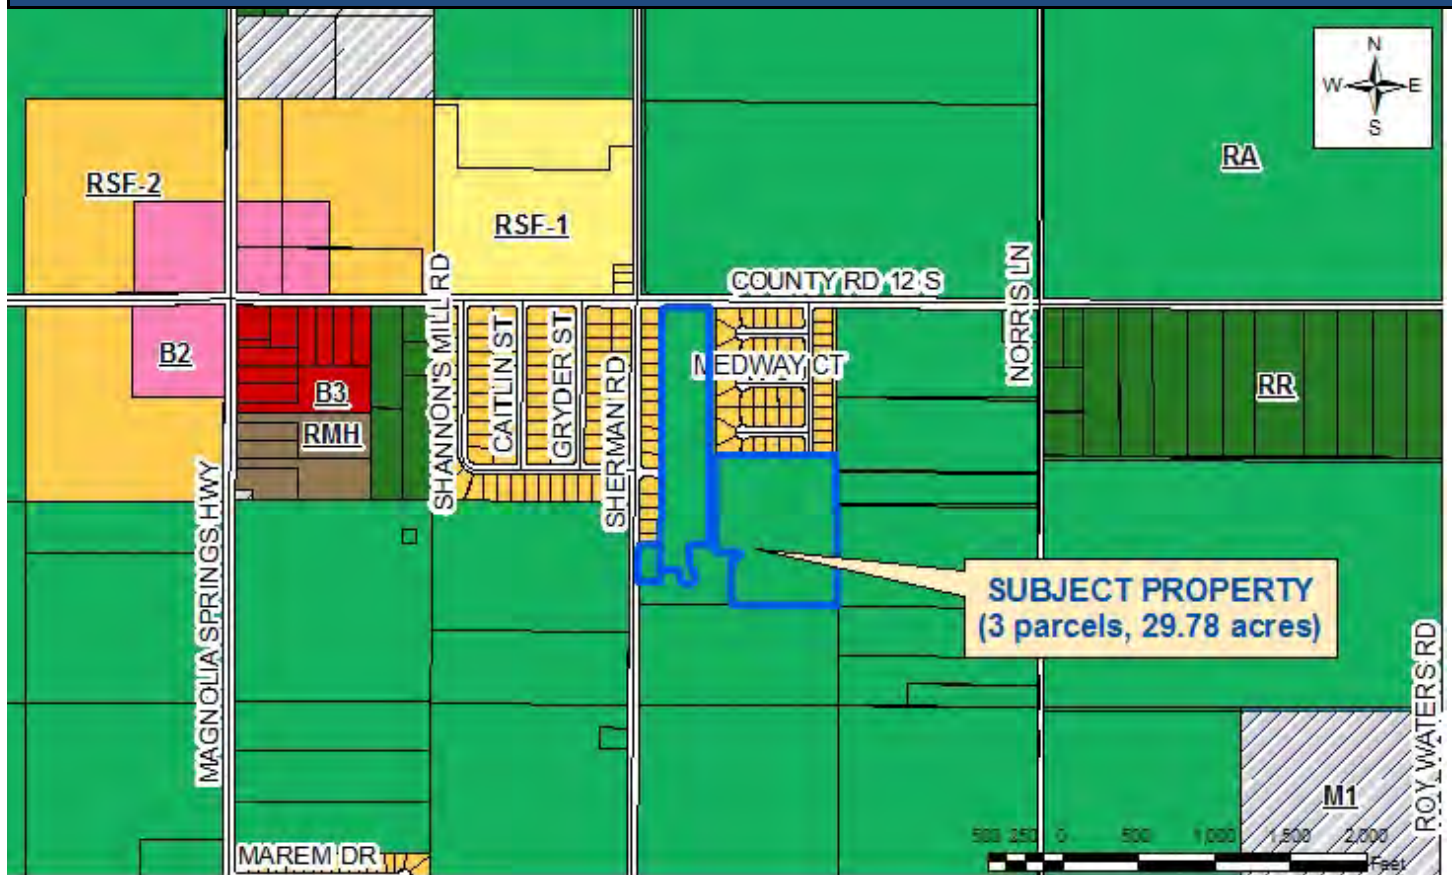 N
W E
S
RA
RSF-2
RSF-1
COUNTY RD 12 S
NORRIS LN
SHANNON'S MILL RD
CAITLIN ST
GRYDER ST
SHERMAN RD
MEDWAY CT
B2
B3
RMH
RR
MAGNOLIA SPRINGS HWY
SUBJECT PROPERTY
(3 parcels, 29.78 acres)
ROY WATERS RD
M1
500 250 0 500 1,000 1,500 2,000
Feet
MAREM DR